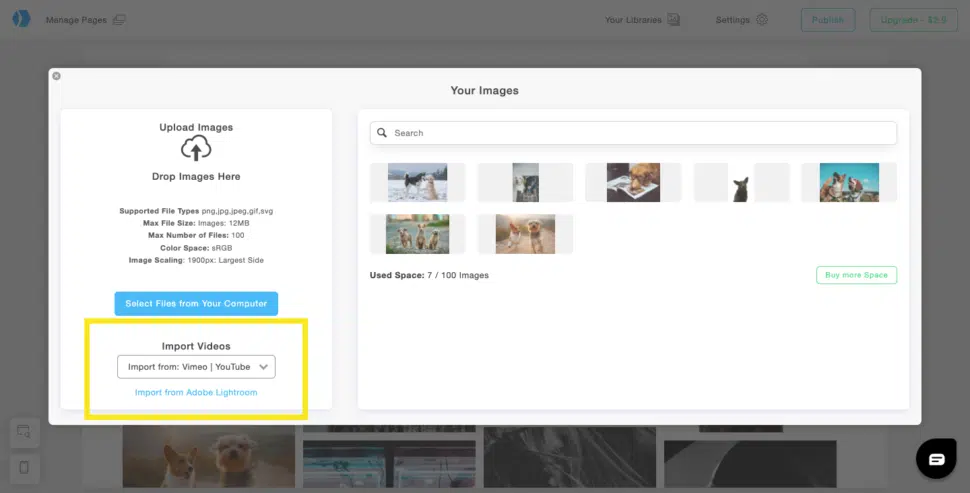 Manage Pages
Your Libraries
Settings
Publish
Upgrade - $2.5
Your Images
Upload Images
Drop Images Here
Supported File Types png,jpg,jpeg,gif,svg
Max File Size: Images: 12MB
Max Number of Files: 100
Color Space: sRGB
Image Scaling: 1900px: Largest Side
Select Files from Your Computer
Import Videos
Import from: Vimeo | YouTube
Import from Adobe Lightroom
Search
Used Space: 7 / 100 Images
Buy more Space